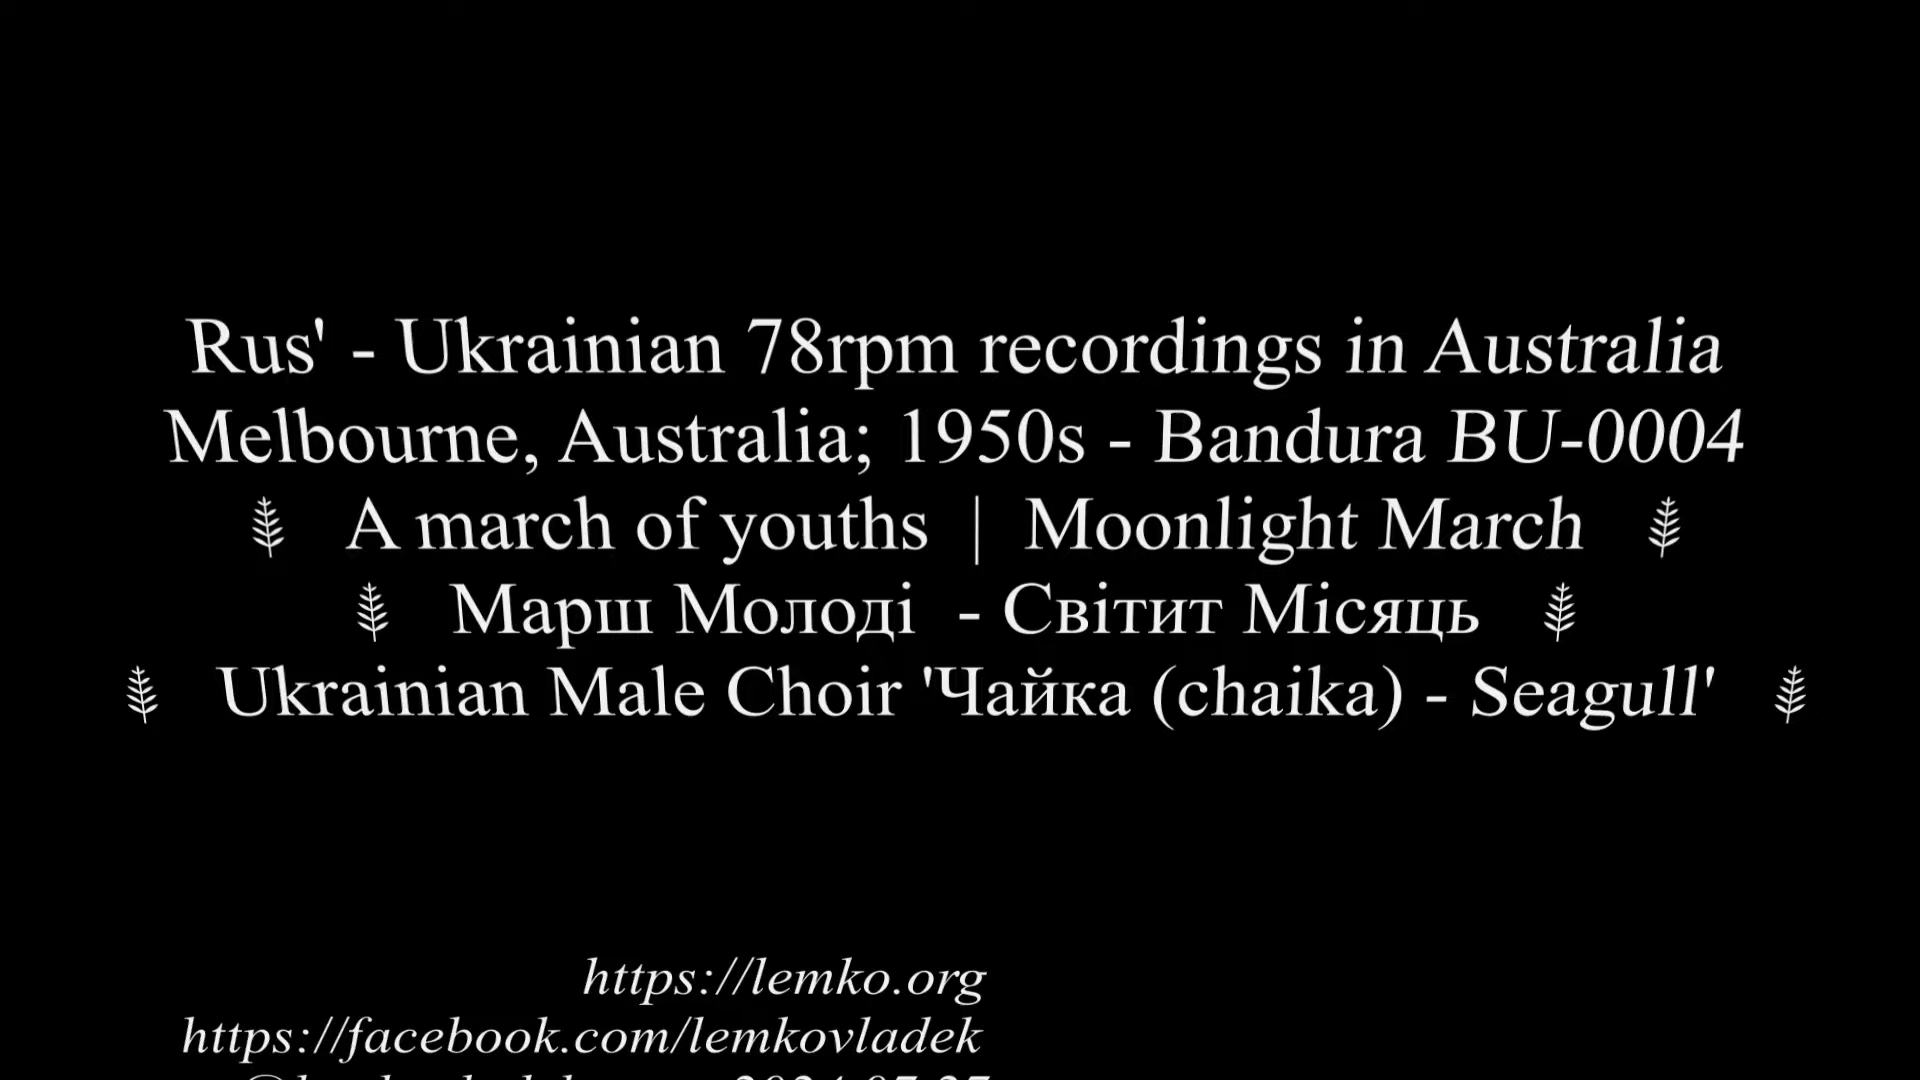 Rus' - Ukrainian 78rpm recordings in Australia
Melbourne, Australia; 1950s - Bandura BU-0004
A march of youths | Moonlight March
Марш Молоді - Світит Місяць
Ukrainian Male Choir 'Чайка (chaika) - Seagull'
https://lemko.org
https://facebook.com/lemkovladek